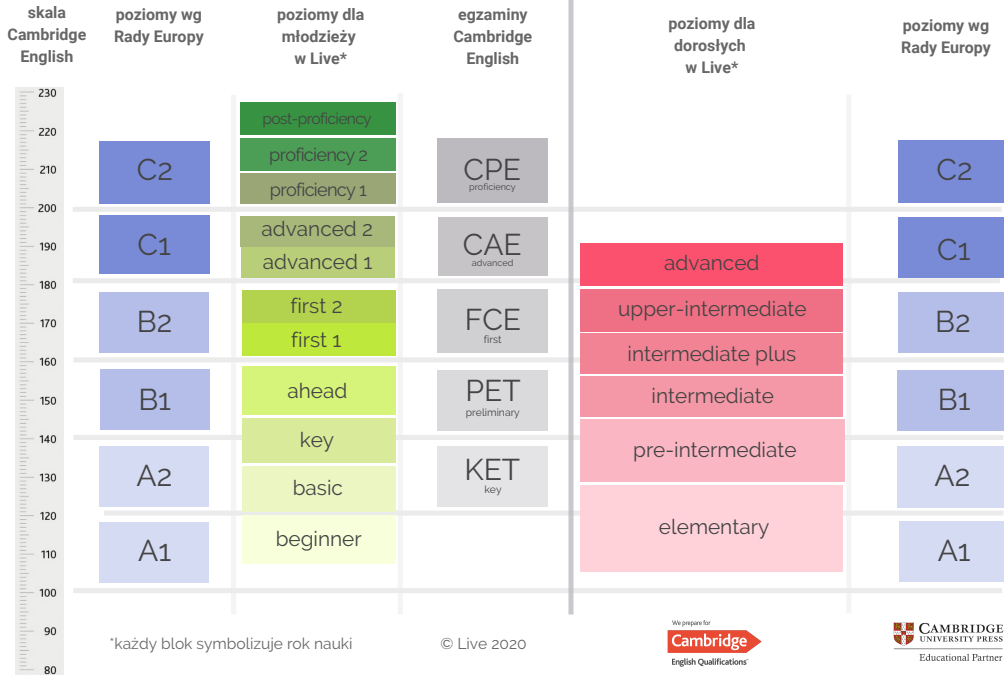 skala
Cambridge
English
poziomy wg
Rady Europy
poziomy dla
młodzieży
w Live*
egzaminy
Cambridge
English
poziomy dla
dorosłych
w Live*
poziomy wg
Rady Europy
230
220
210
200
190
180
170
160
150
140
130
120
110
100
90
80
C2
C1
B2
B1
A2
A1
post-proficiency
proficiency 2
proficiency 1
advanced 2
advanced 1
first 2
first 1
ahead
key
basic
beginner
CPE
proficiency
CAE
advanced
FCE
first
PET
preliminary
KET
key
advanced
upper-intermediate
intermediate plus
intermediate
pre-intermediate
elementary
C2
C1
B2
B1
A2
A1
*każdy blok symbolizuje rok nauki
© Live 2020
We prepare for
Cambridge
English Qualifications
CAMBRIDGE
UNIVERSITY PRESS
Educational Partner